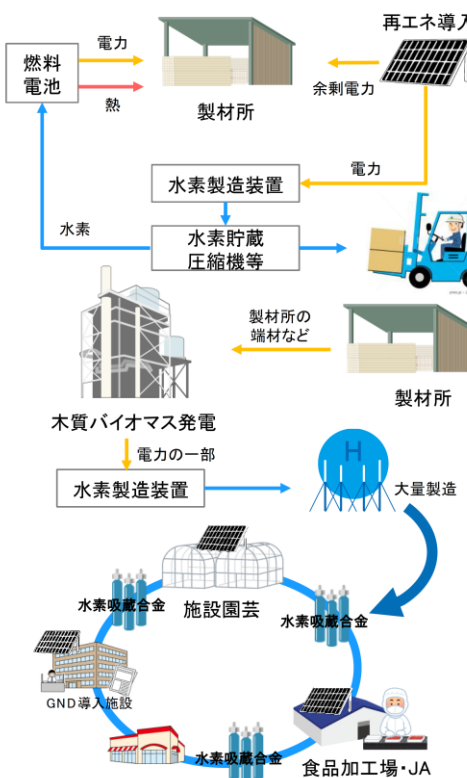 再エネ導入
電力
燃料
電池
熱
余剰電力
製材所
電力
水素製造装置
水素
水素貯蔵
圧縮機等
製材所の
端材など
製材所
木質バイオマス発電
電力の一部
水素製造装置
H
大量製造
水素吸蔵合金
施設園芸
水素吸蔵合金
GND導入施設
水素吸蔵合金
食品加工場・JA